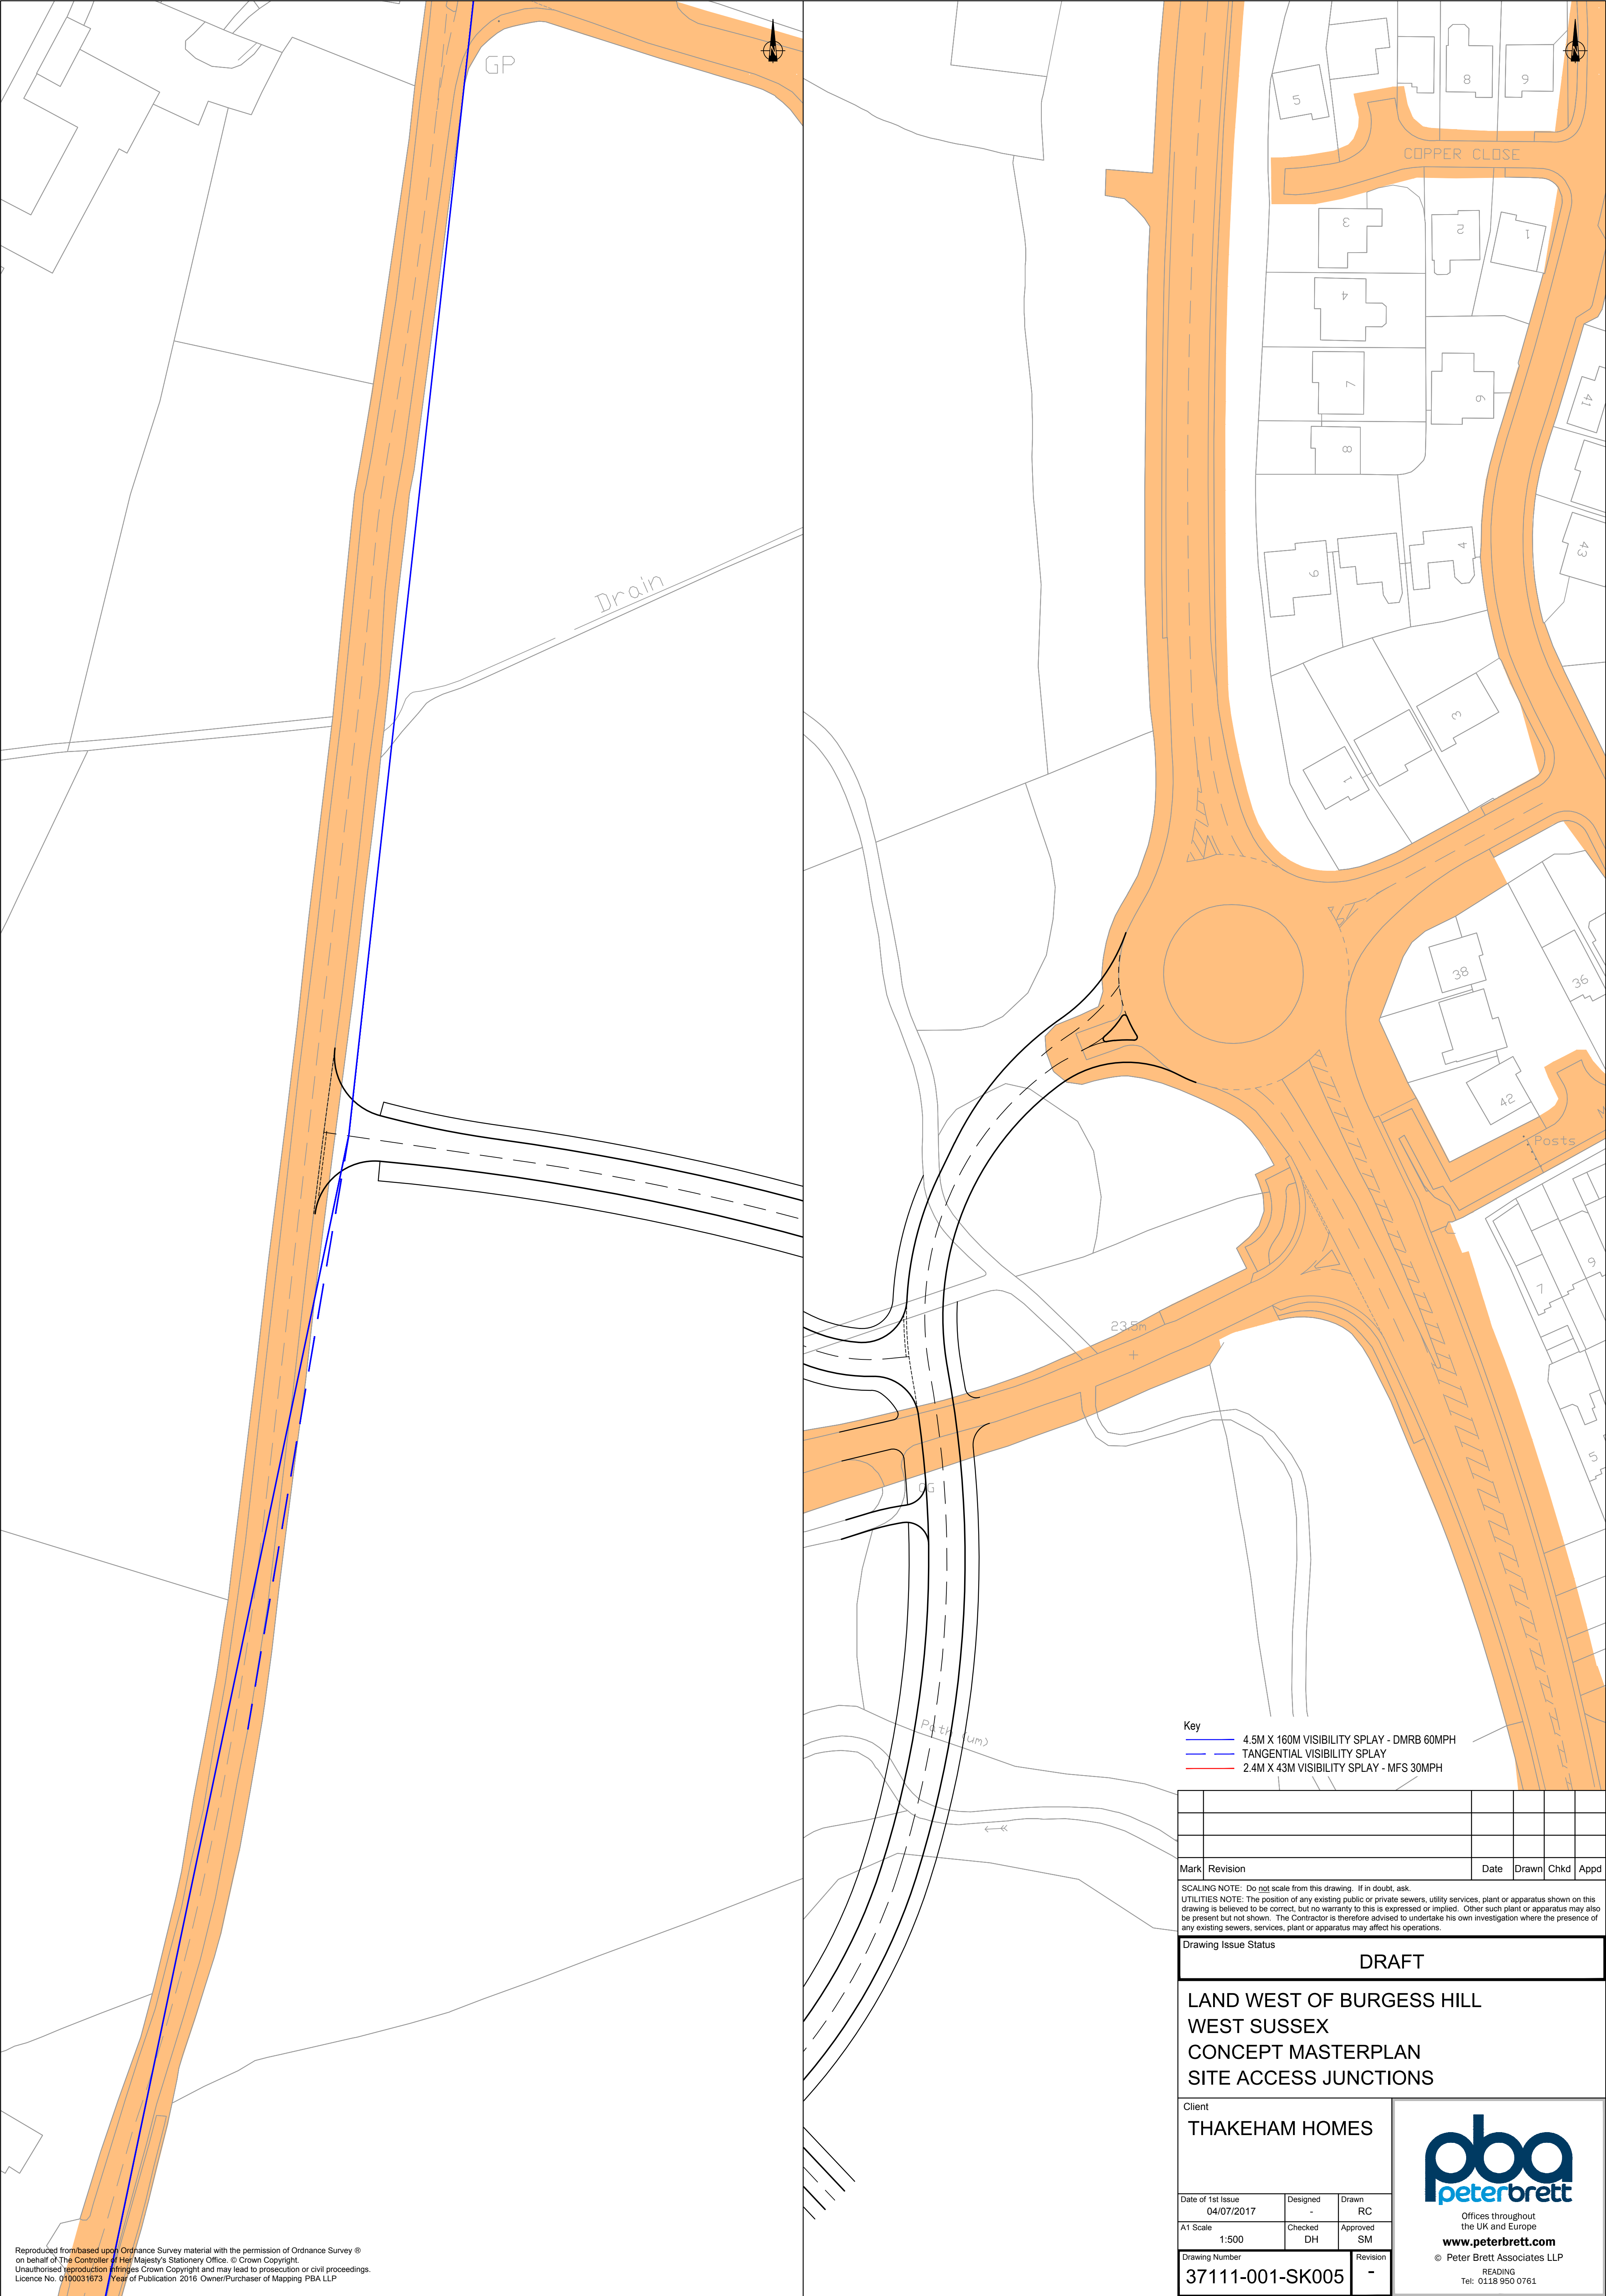 GP
Drain
COPPER CLOSE
5
8
9
3
2
1
4
7
6
8
41
9
4
43
3
1
38
36
42
Posts
23.5m
7
9
5
GG
Path (um)
Key
4.5M X 160M VISIBILITY SPLAY - DMRB 60MPH
TANGENTIAL VISIBILITY SPLAY
2.4M X 43M VISIBILITY SPLAY - MFS 30MPH
Mark Revision Date Drawn Chkd Appd
SCALING NOTE: Do not scale from this drawing. If in doubt, ask.
UTILITIES NOTE: The position of any existing public or private sewers, utility services, plant or apparatus shown on this
drawing is believed to be correct, but no warranty to this is expressed or implied. Other such plant or apparatus may also
be present but not shown. The Contractor is therefore advised to undertake his own investigation where the presence of
any existing sewers, services, plant or apparatus may affect his operations.
Drawing Issue Status
DRAFT
LAND WEST OF BURGESS HILL
WEST SUSSEX
CONCEPT MASTERPLAN
SITE ACCESS JUNCTIONS
Client
THAKEHAM HOMES
Date of 1st Issue
04/07/2017
Designed
-
Drawn
RC
A1 Scale
1:500
Checked
DH
Approved
SM
Drawing Number
37111-001-SK005
Revision
-
pba
peterbrett
Offices throughout
the UK and Europe
www.peterbrett.com
© Peter Brett Associates LLP
READING
Tel: 0118 950 0761
Reproduced from/based upon Ordnance Survey material with the permission of Ordnance Survey ®
on behalf of The Controller of Her Majesty's Stationery Office. © Crown Copyright.
Unauthorised reproduction infringes Crown Copyright and may lead to prosecution or civil proceedings.
Licence No. 0100031673 Year of Publication 2016 Owner/Purchaser of Mapping PBA LLP